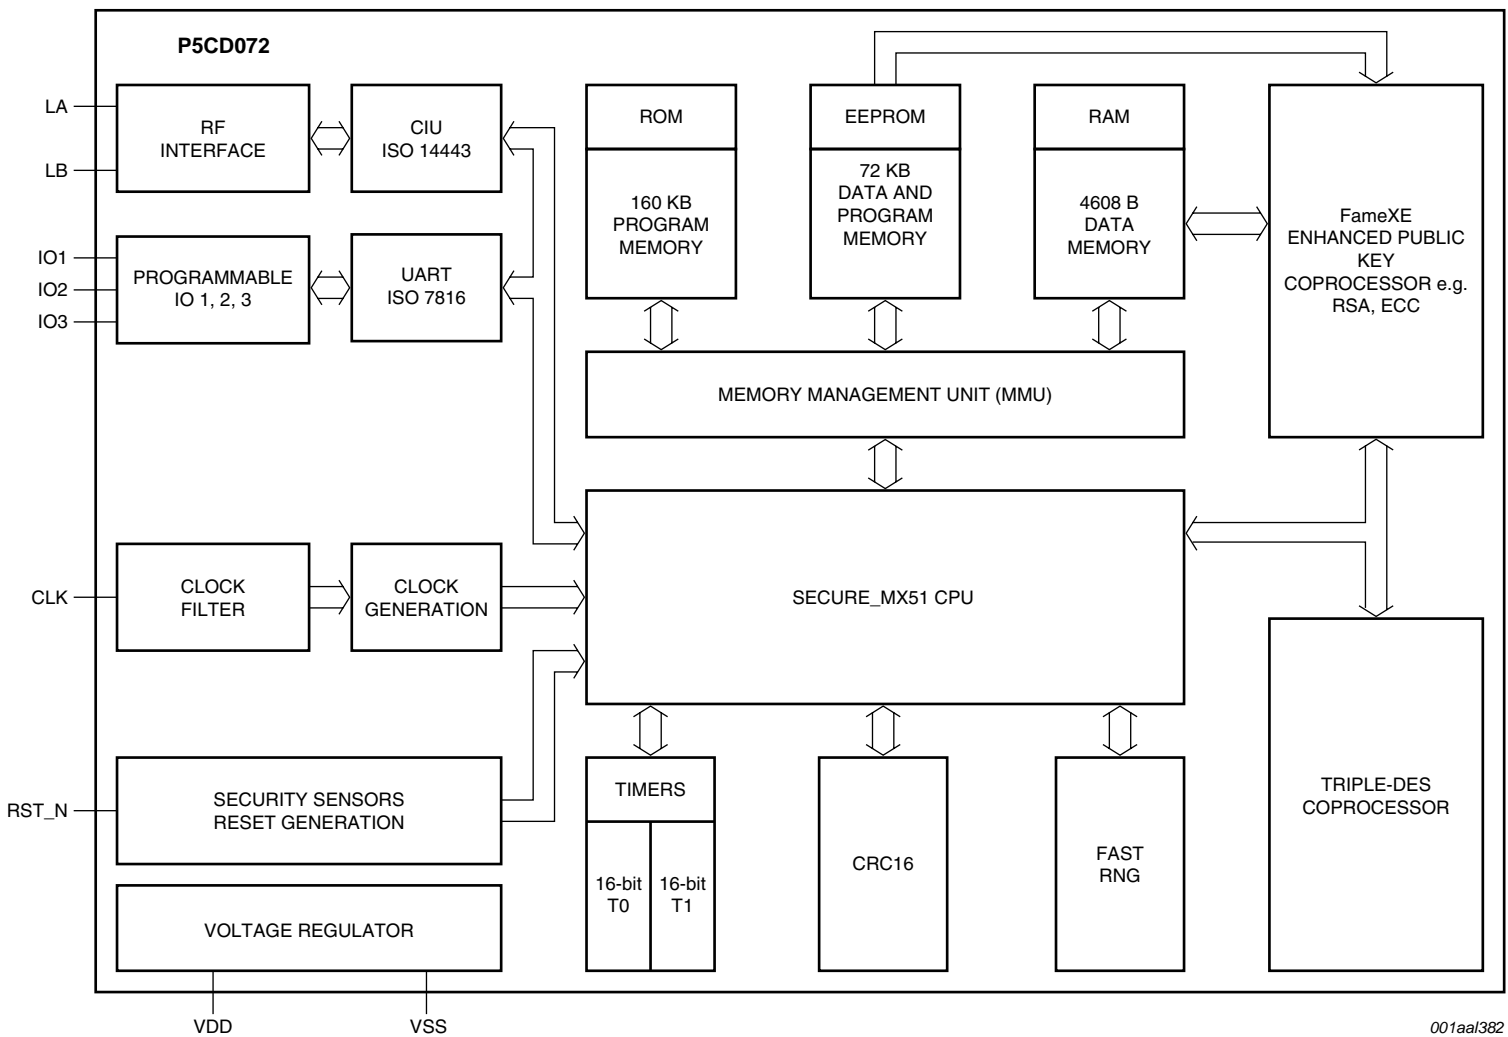 P5CD072
LA
LB
RF
INTERFACE
CIU
ISO 14443
ROM
160 KB
PROGRAM
MEMORY
EEPROM
72 KB
DATA AND
PROGRAM
MEMORY
RAM
4608 B
DATA
MEMORY
FameXE
ENHANCED PUBLIC
KEY
COPROCESSOR e.g.
RSA, ECC
IO1
IO2
IO3
PROGRAMMABLE
IO 1, 2, 3
UART
ISO 7816
MEMORY MANAGEMENT UNIT (MMU)
CLK
CLOCK
FILTER
CLOCK
GENERATION
SECURE_MX51 CPU
RST_N
SECURITY SENSORS
RESET GENERATION
TIMERS
16-bit
T0
16-bit
T1
CRC16
FAST
RNG
TRIPLE-DES
COPROCESSOR
VOLTAGE REGULATOR
VDD
VSS
001aal382